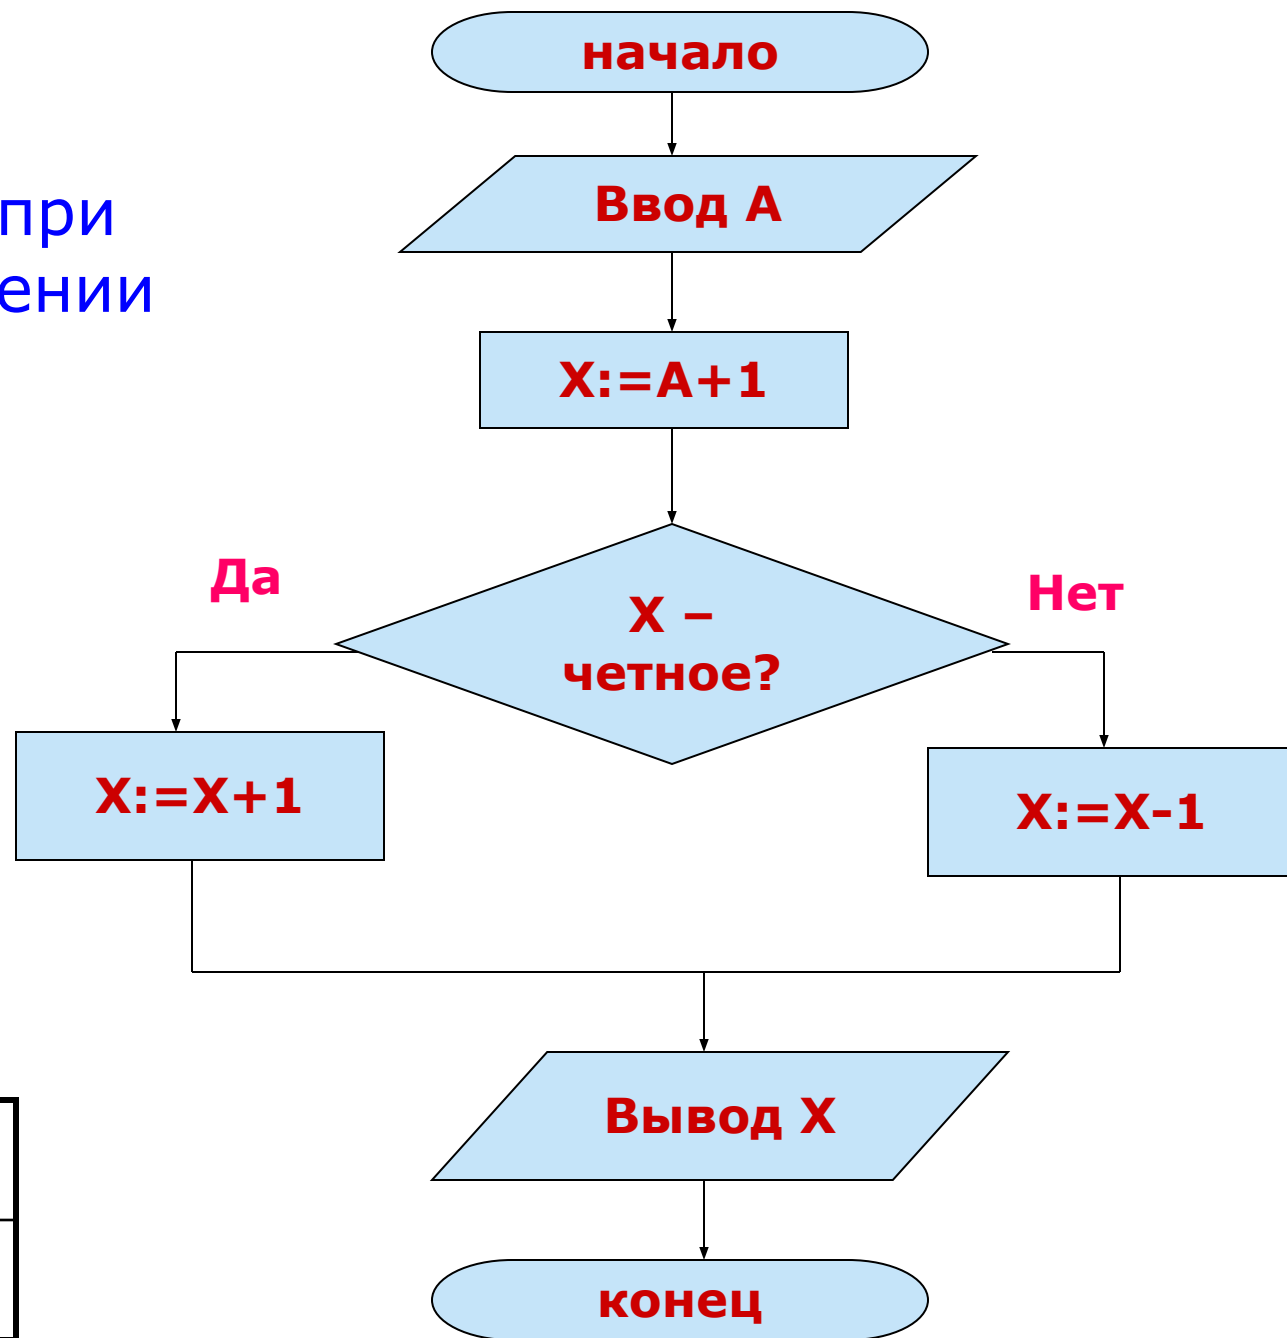 начало
Ввод А
при
ении
X:=A+1
Да
Нет
X –
четное?
X:=X+1
X:=X-1
Вывод X
конец